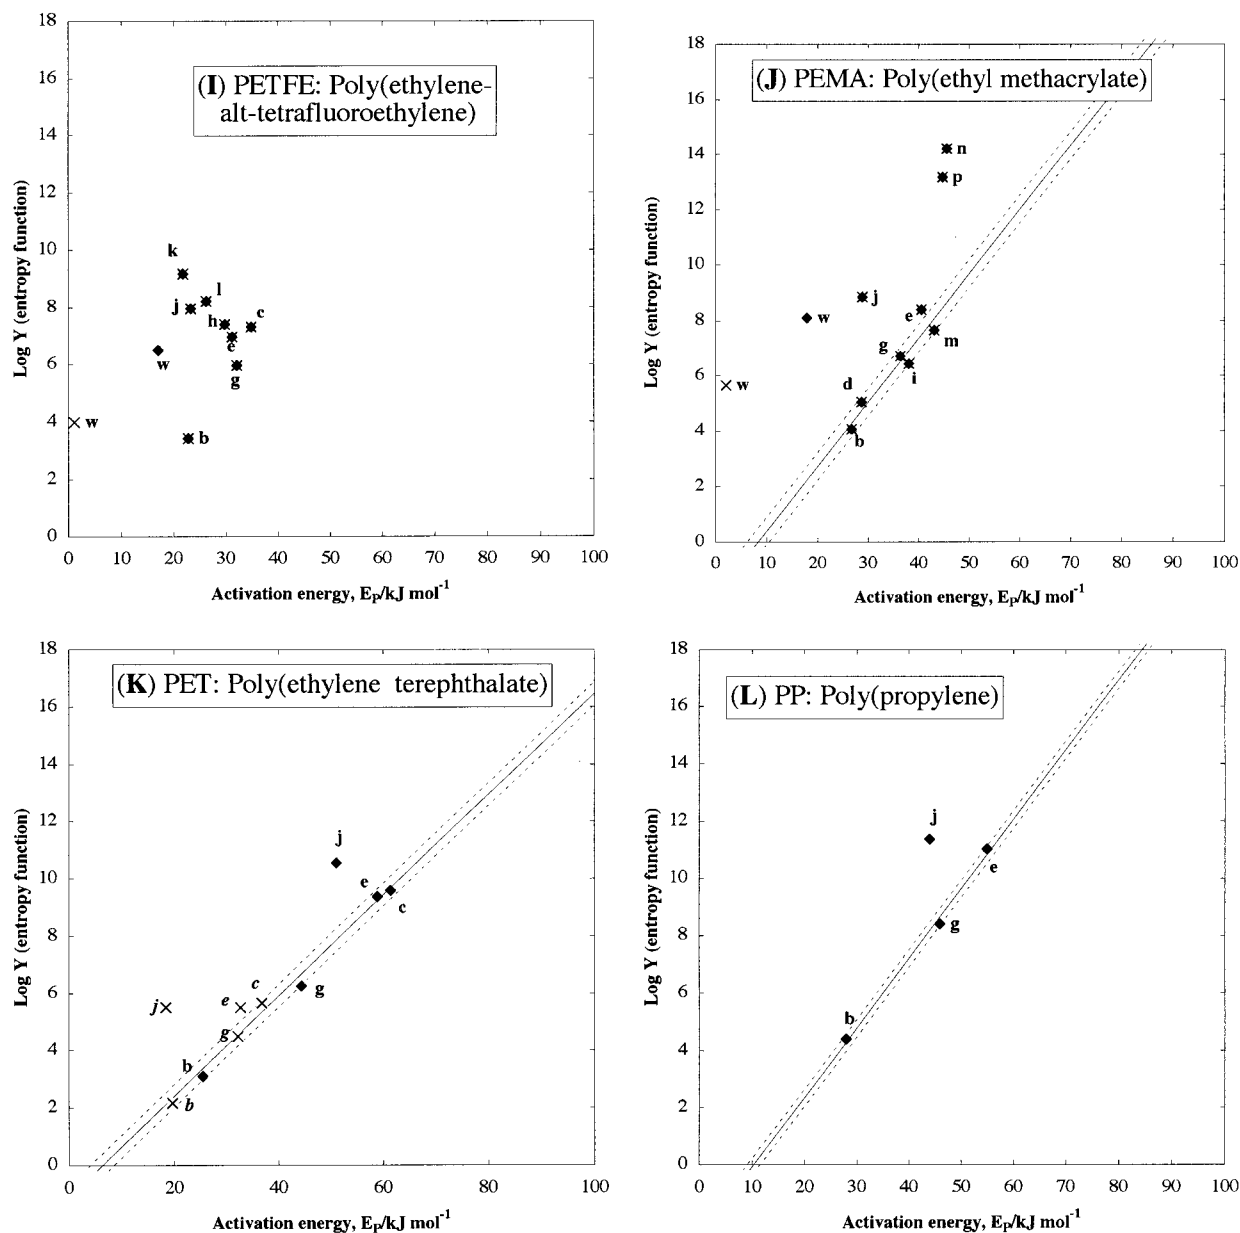 18
16
14
12
10
8
6
4
2
0
Log Y (entropy function)
(I) PETFE: Poly(ethylene-
alt-tetrafluoroethylene)
k
l
j
h
c
e
w
g
w
b
0 10 20 30 40 50 60 70 80 90 100
Activation energy, EP/kJ mol-1
18
16
14
12
10
8
6
4
2
0
Log Y (entropy function)
(J) PEMA: Poly(ethyl methacrylate)
n
p
j
e
w
m
g
i
w
d
b
0 10 20 30 40 50 60 70 80 90 100
Activation energy, EP/kJ mol-1
18
16
14
12
10
8
6
4
2
0
Log Y (entropy function)
(K) PET: Poly(ethylene terephthalate)
j
e
c
c
g
j
e
g
b
b
0 20 40 60 80 100
Activation energy, EP/kJ mol-1
18
16
14
12
10
8
6
4
2
0
Log Y (entropy function)
(L) PP: Poly(propylene)
j
e
g
b
0 10 20 30 40 50 60 70 80 90 100
Activation energy, EP/kJ mol-1